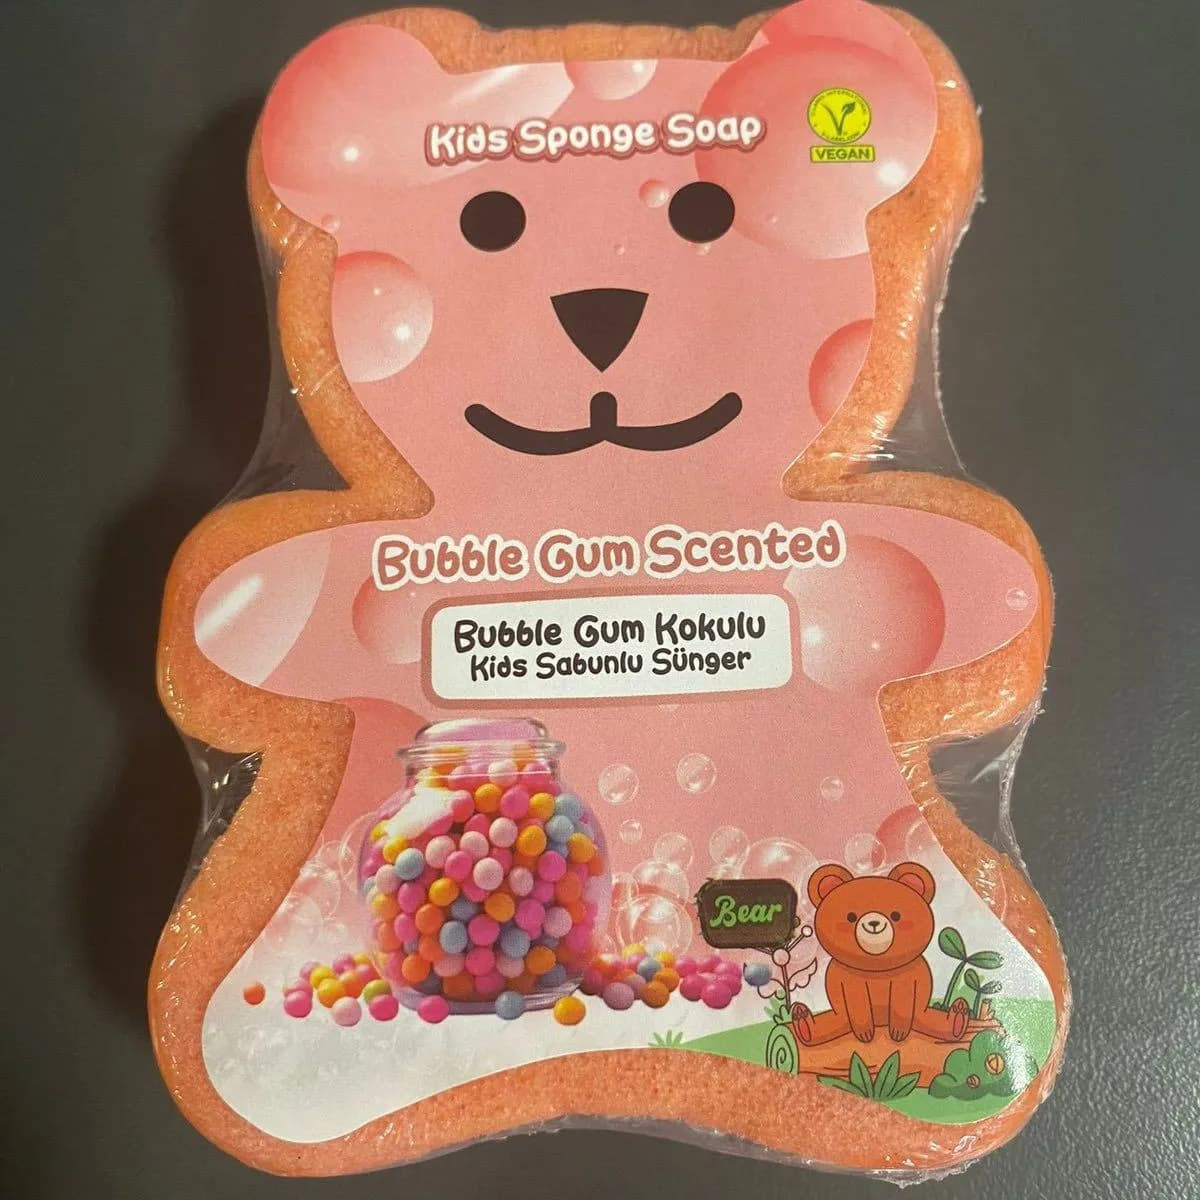 Kids Sponge Soap
VEGAN
Bubble Gum Scented
Bubble Gum Kokulu
Kids Sabunlu Sünger
Bear